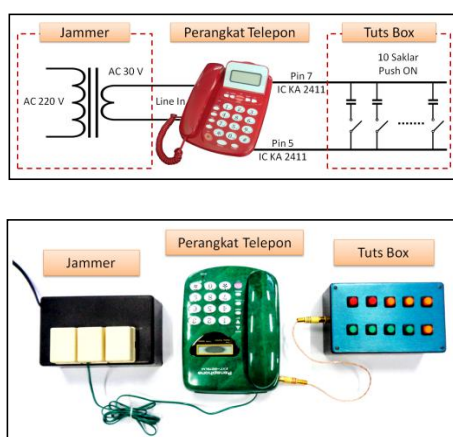 Jammer
Perangkat Telepon
Tuts Box
AC 220 V
AC 30 V
Line In
Pin 7
IC KA 2411
10 Saklar
Push ON
Pin 5
IC KA 2411
Jammer
Perangkat Telepon
Tuts Box